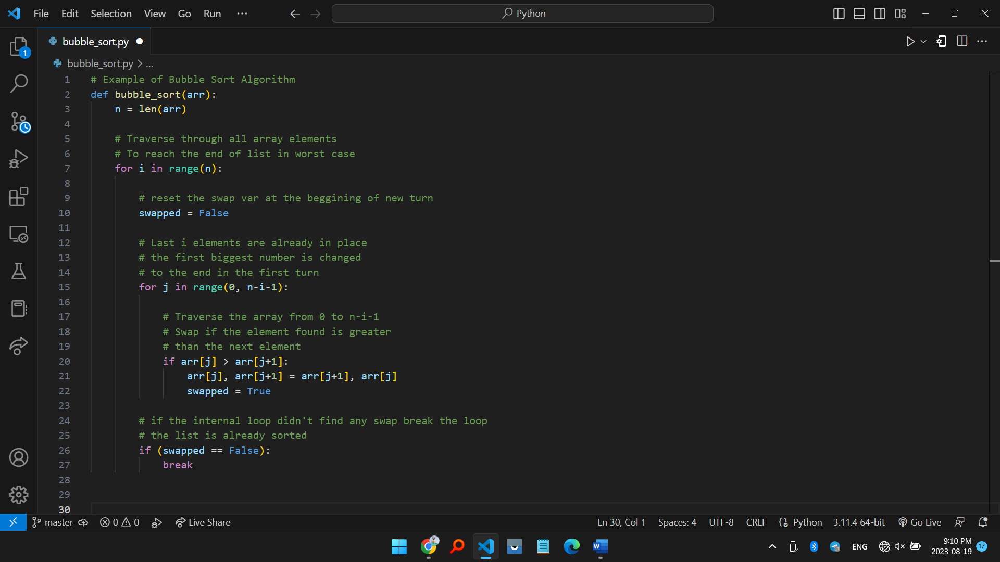 File Edit Selection View Go Run ··· Python
bubble_sort.py
bubble_sort.py > ...
1
1 # Example of Bubble Sort Algorithm
2 def bubble_sort(arr):
3     n = len(arr)
4
5     # Traverse through all array elements
6     # To reach the end of list in worst case
7     for i in range(n):
8
9         # reset the swap var at the beggining of new turn
10         swapped = False
11
12         # Last i elements are already in place
13         # the first biggest number is changed
14         # to the end in the first turn
15         for j in range(0, n-i-1):
16
17             # Traverse the array from 0 to n-i-1
18             # Swap if the element found is greater
19             # than the next element
20             if arr[j] > arr[j+1]:
21                 arr[j], arr[j+1] = arr[j+1], arr[j]
22                 swapped = True
23
24         # if the internal loop didn't find any swap break the loop
25         # the list is already sorted
26         if (swapped == False):
27             break
28
29
30
master 0 0 Live Share Ln 30, Col 1 Spaces: 4 UTF-8 CRLF Python 3.11.4 64-bit Go Live
W ENG 9:10 PM
2023-08-19 17